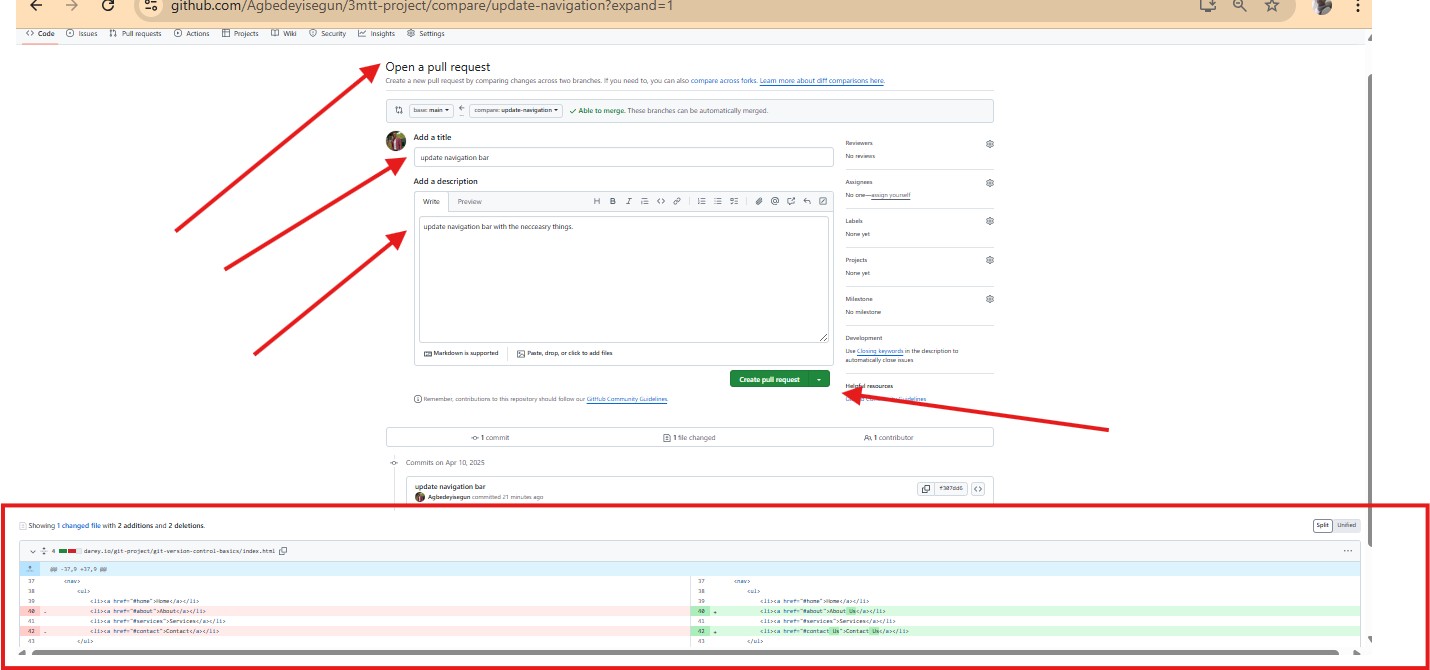 github.com/Agbedeyisegun/3mtt-project/compare/update-navigation?expand=1
Code Issues Pull requests Actions Projects Wiki Security Insights Settings
Open a pull request
Create a new pull request by comparing changes across two branches. If you need to, you can also compare across forks. Learn more about diff comparisons here.
base: main compare: update-navigation Able to merge. These branches can be automatically merged.
Add a title
update navigation bar
Add a description
Write Preview
update navigation bar with the necceasry things.
Markdown is supported Paste, drop, or click to add files
Create pull request
Remember, contributions to this repository should follow our GitHub Community Guidelines.
Reviewers
No reviews
Assignees
No one—assign yourself
Labels
None yet
Projects
None yet
Milestone
No milestone
Development
Use Closing keywords in the description to
automatically close issues
Helpful resources
1 commit 1 file changed 1 contributor
Commits on Apr 10, 2025
update navigation bar
Agbedeyisegun committed 21 minutes ago
f307dd6
Showing 1 changed file with 2 additions and 2 deletions.
Split Unified
4 darey.io/git-project/git-version-control-basics/index.html
@@ -37,9 +37,9 @@
37 <nav> 37 <nav>
38 <ul> 38 <ul>
39 <li><a href="#home">Home</a></li> 39 <li><a href="#home">Home</a></li>
40 - <li><a href="#about">About</a></li> 40 + <li><a href="#about">About Us</a></li>
41 <li><a href="#services">Services</a></li> 41 <li><a href="#services">Services</a></li>
42 - <li><a href="#contact">Contact</a></li> 42 + <li><a href="#contact Us">Contact Us</a></li>
43 </ul> 43 </ul>